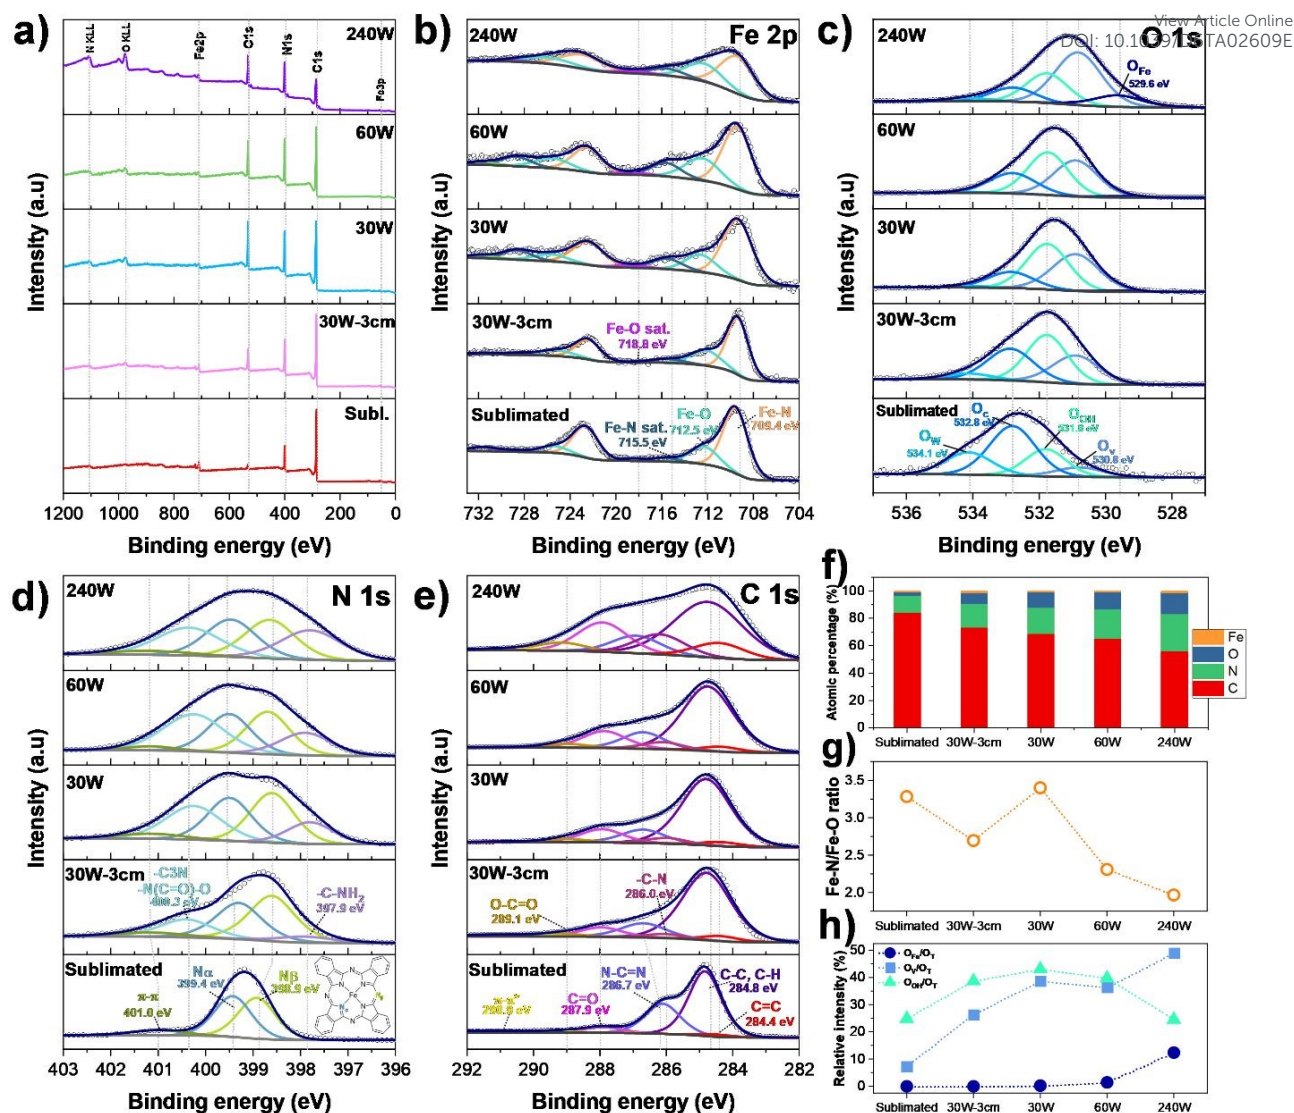 View Article Online
a)
240W
N KLL
O KLL
Fe2p
O1s
N1s
C1s
60W
30W
30W-3cm
Subl.
Intensity (a.u)
1200 1000 800 600 400 200 0
Binding energy (eV)
b)
240W
Fe 2p
60W
30W
30W-3cm
Fe-O sat.
718.8 eV
Sublimated
Fe-N sat.
715.5 eV
Fe-O
712.5 eV
Fe-N
709.4 eV
Intensity (a.u)
732 728 724 720 716 712 708 704
Binding energy (eV)
c)
240W
O 1s
OFe
529.6 eV
60W
30W
30W-3cm
Sublimated
OC
532.8 eV
OW
534.1 eV
OOH
531.8 eV
OV
530.8 eV
Intensity (a.u)
536 534 532 530 528
Binding energy (eV)
d)
240W
N 1s
60W
30W
30W-3cm
-C3N
-N(C=O)-O
400.3 eV
-C-NH2
397.9 eV
Sublimated
π-π
401.0 eV
Nα
399.4 eV
Nβ
398.9 eV
Intensity (a.u)
403 402 401 400 399 398 397 396
Binding energy (eV)
e)
240W
C 1s
60W
30W
30W-3cm
O-C=O
289.1 eV
-C-N
286.0 eV
Sublimated
π-π*
C=O
287.9 eV
N-C=N
286.7 eV
C-C, C-H
284.8 eV
C=C
284.4 eV
Intensity (a.u)
292 290 288 286 284 282
Binding energy (eV)
f)
Atomic percentage (%)
100
80
60
40
20
0
Fe
O
N
C
Sublimated 30W-3cm 30W 60W 240W
g)
Fe-N/Fe-O ratio
3.5
3.0
2.5
2.0
Sublimated 30W-3cm 30W 60W 240W
h)
Relative intensity (%)
50
40
30
20
10
0
OFe/OT
OV/OT
OOH/OT
Sublimated 30W-3cm 30W 60W 240W